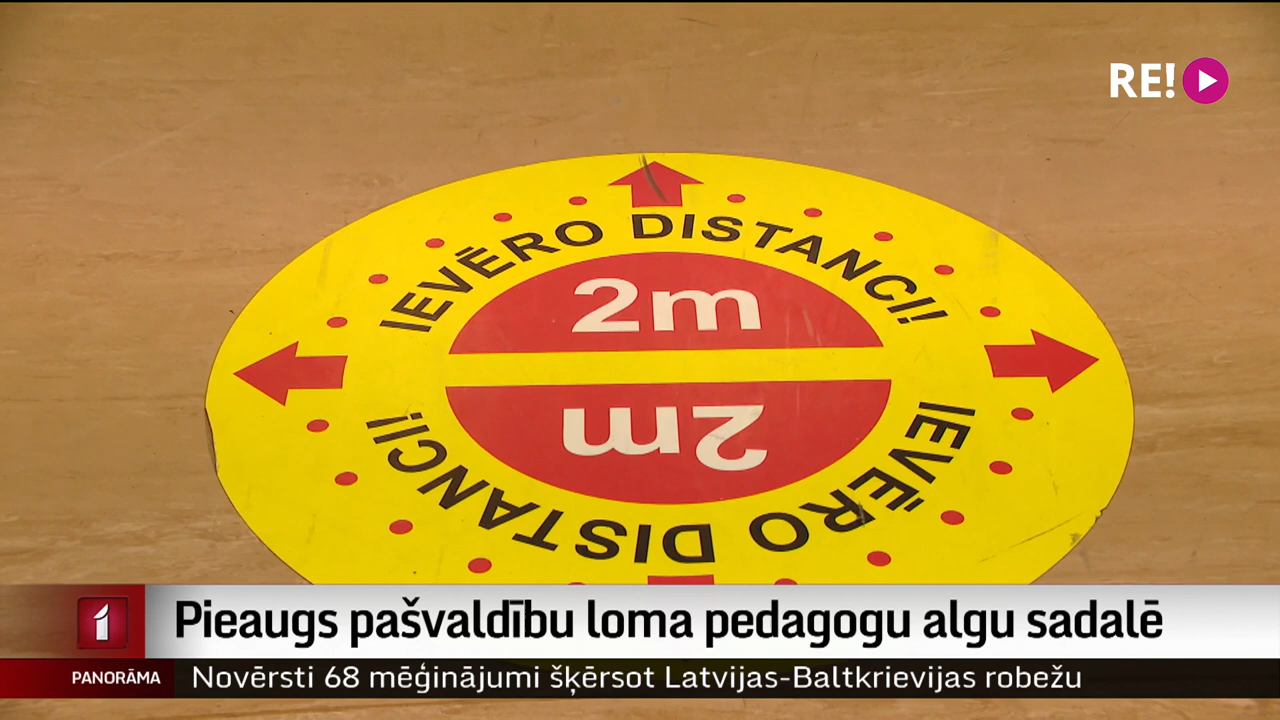 RE!
IEVĒRO DISTANCI!
2m
2m
IEVĒRO DISTANCI!
1
Pieaugs pašvaldību loma pedagogu algu sadalē
PANORĀMA
Novērsti 68 mēģinājumi šķērsot Latvijas-Baltkrievijas robežu